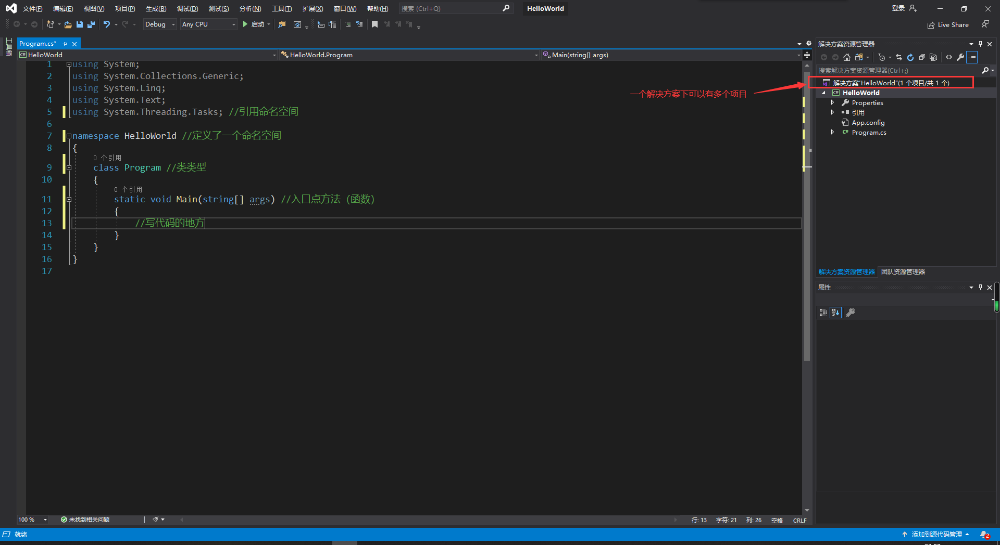 文件(F) 编辑(E) 视图(V) 项目(P) 生成(B) 调试(D) 测试(S) 分析(N) 工具(T) 扩展(X) 窗口(W) 帮助(H) 搜索 (Ctrl+Q) HelloWorld 登录
Debug Any CPU 启动 Live Share
工具箱
Program.cs*
HelloWorld HelloWorld.Program Main(string[] args)
1 using System;
2 using System.Collections.Generic;
3 using System.Linq;
4 using System.Text;
5 using System.Threading.Tasks; //引用命名空间
6
7 namespace HelloWorld //定义了一个命名空间
8 {
0 个引用
9 class Program //类类型
10 {
0 个引用
11 static void Main(string[] args) //入口点方法（函数）
12 {
13 //写代码的地方
14 }
15 }
16 }
17
一个解决方案下可以有多个项目
解决方案资源管理器
搜索解决方案资源管理器(Ctrl+;)
解决方案"HelloWorld"(1 个项目/共 1 个)
C# HelloWorld
Properties
引用
App.config
C# Program.cs
解决方案资源管理器 团队资源管理器
属性
100 % 未找到相关问题 行: 13 字符: 21 列: 26 空格 CRLF
就绪 添加到源代码管理 2